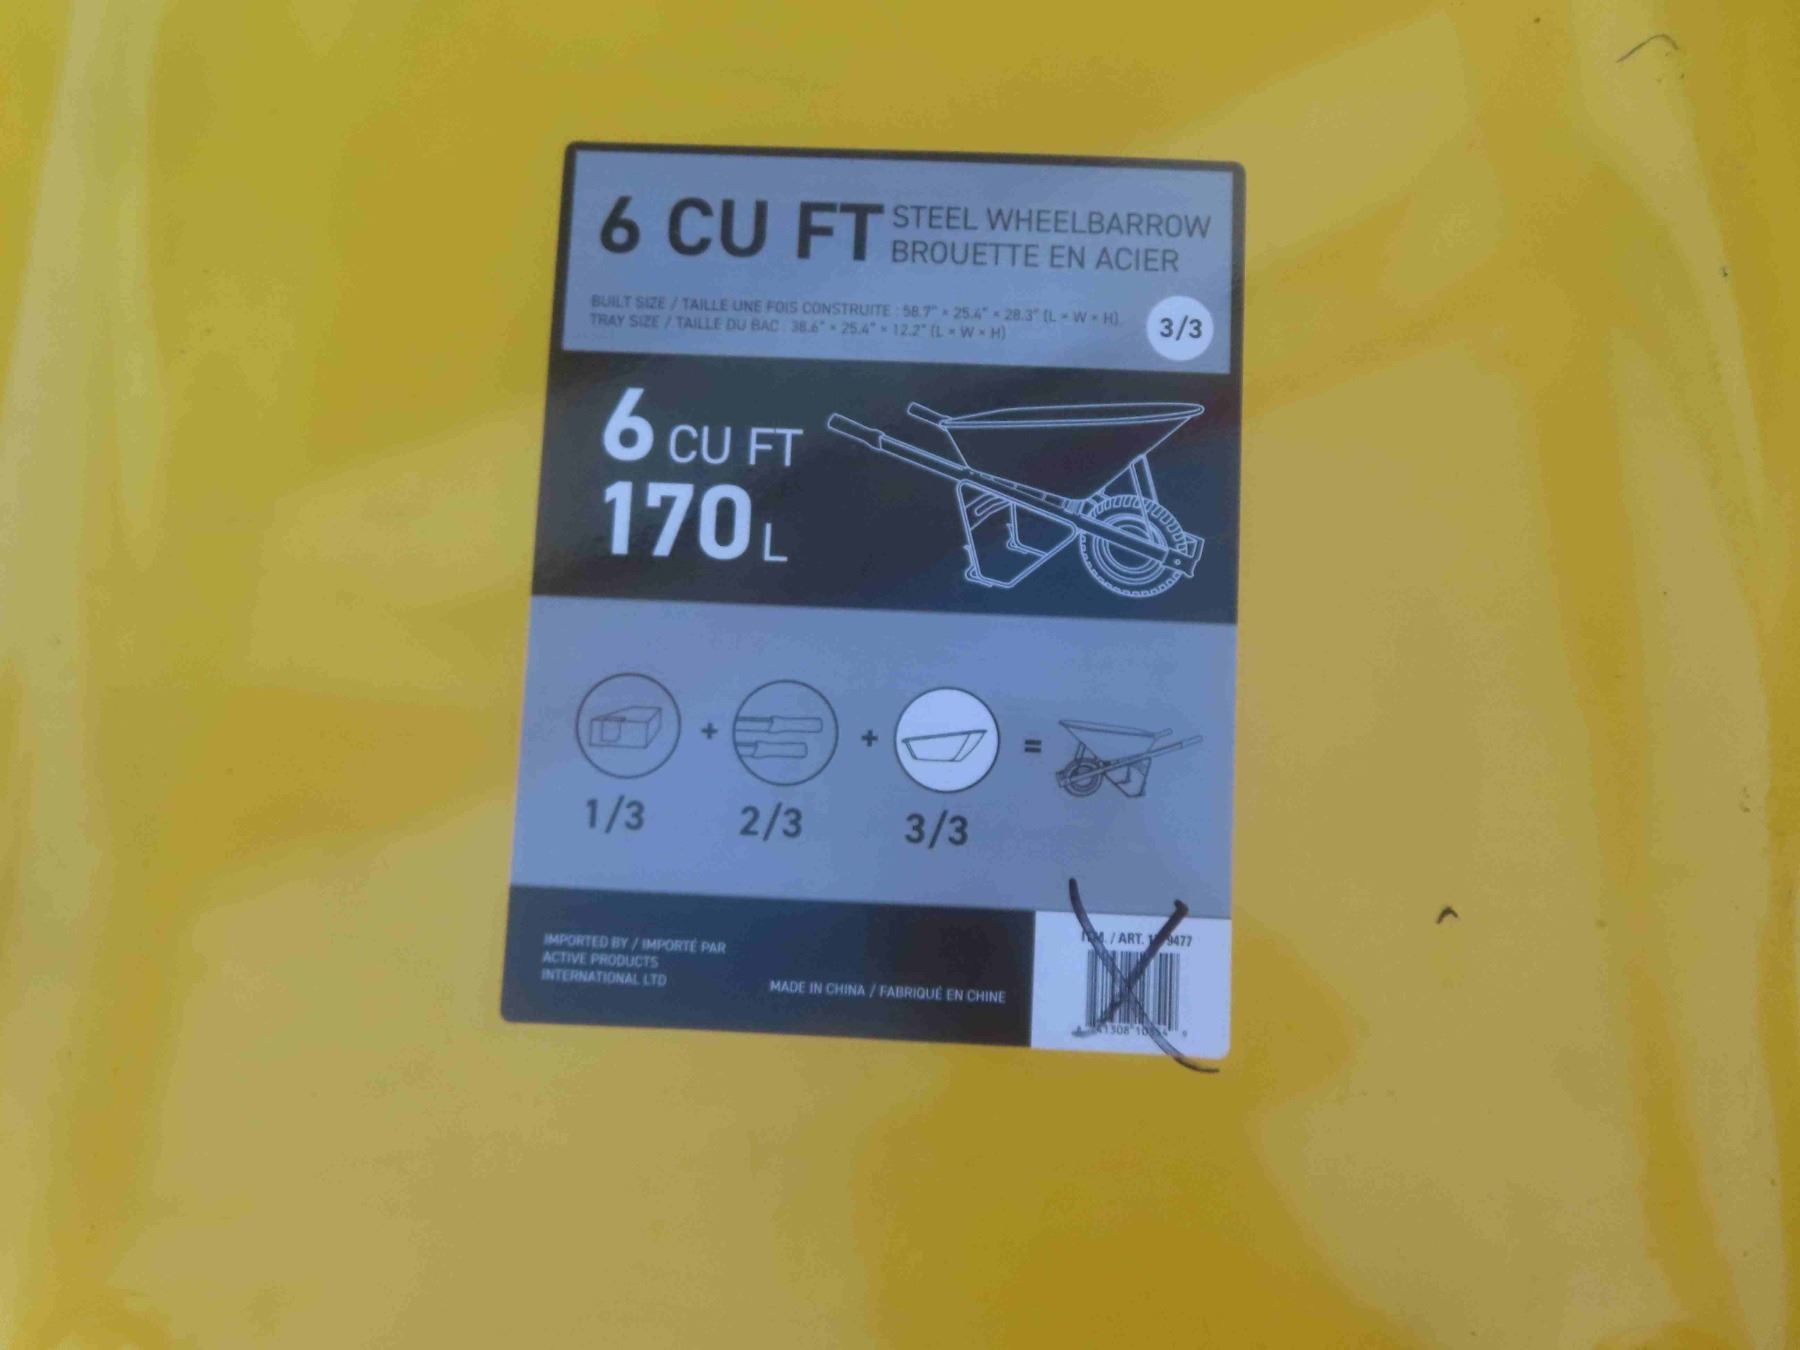 6 CU FT STEEL WHEELBARROW
BROUETTE EN ACIER
BUILT SIZE / TAILLE UNE FOIS CONSTRUITE : 58.7" × 25.4" × 28.3" (L × W × H)
TRAY SIZE / TAILLE DU BAC : 38.6" × 25.4" × 12.2" (L × W × H)
3/3
6 CU FT
170 L
+ + =
1/3 2/3 3/3
IMPORTED BY / IMPORTÉ PAR
ACTIVE PRODUCTS
INTERNATIONAL LTD
MADE IN CHINA / FABRIQUÉ EN CHINE
ITM. / ART.